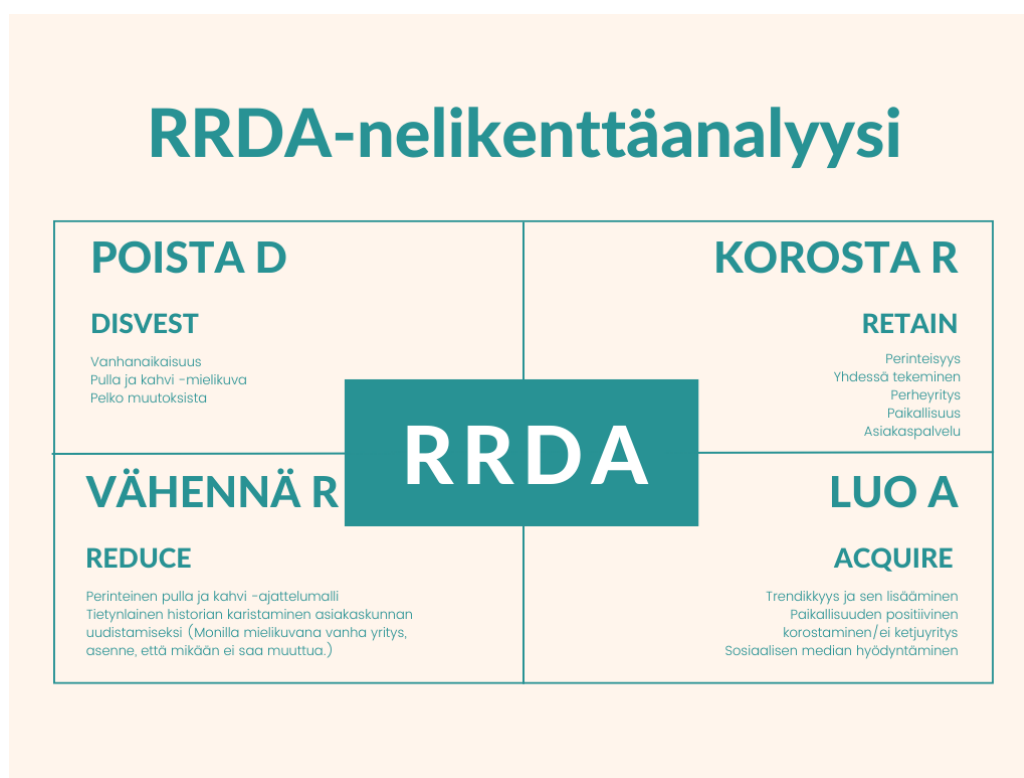 RRDA-nelikenttäanalyysi
POISTA D
DISVEST
Vanhanaikaisuus
Pulla ja kahvi -mielikuva
Pelko muutoksista
KOROSTA R
RETAIN
Perinteisyys
Yhdessä tekeminen
Perheyritys
Paikallisuus
Asiakaspalvelu
RRDA
VÄHENNÄ R
REDUCE
Perinteinen pulla ja kahvi -ajattelumalli
Tietynlainen historian karistaminen asiakaskunnan
uudistamiseksi (Monilla mielikuvana vanha yritys,
asenne, että mikään ei saa muuttua.)
LUO A
ACQUIRE
Trendikkyys ja sen lisääminen
Paikallisuuden positiivinen
korostaminen/ei ketjuyritys
Sosiaalisen median hyödyntäminen